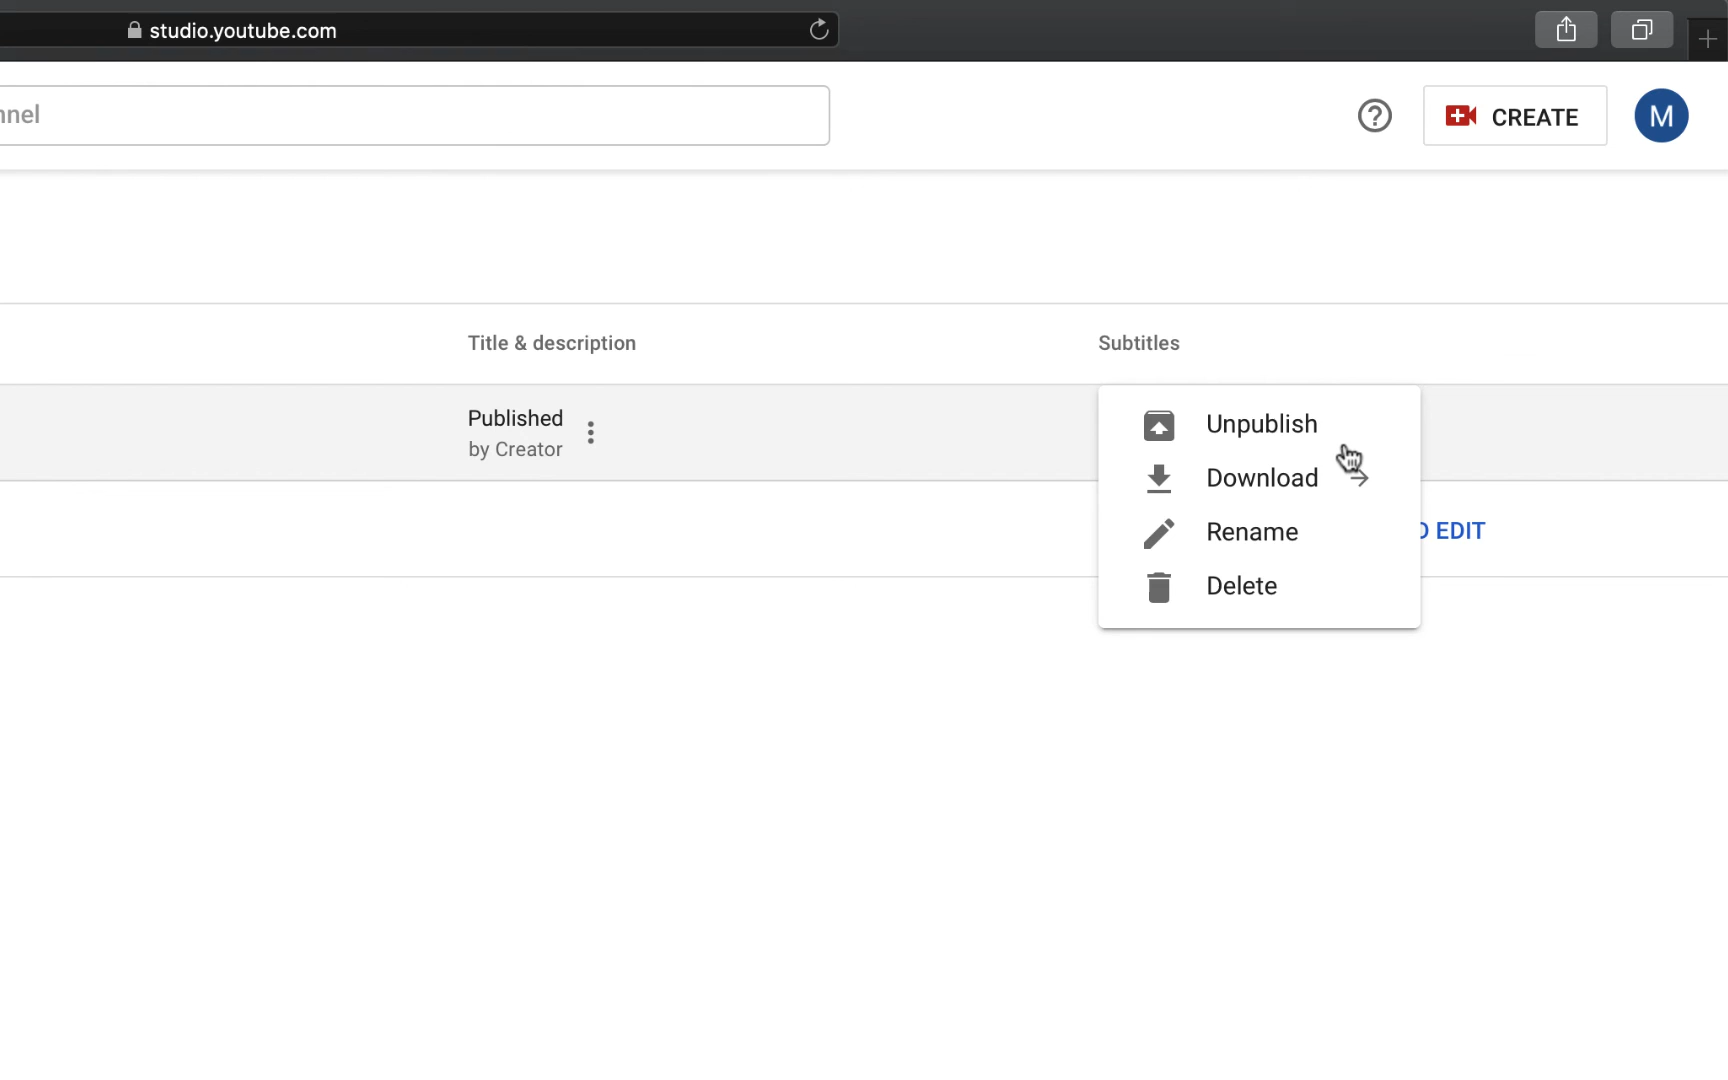 studio.youtube.com
nnel
CREATE
M
Title & description
Subtitles
Published
by Creator
Unpublish
Download
Rename
Delete
EDIT